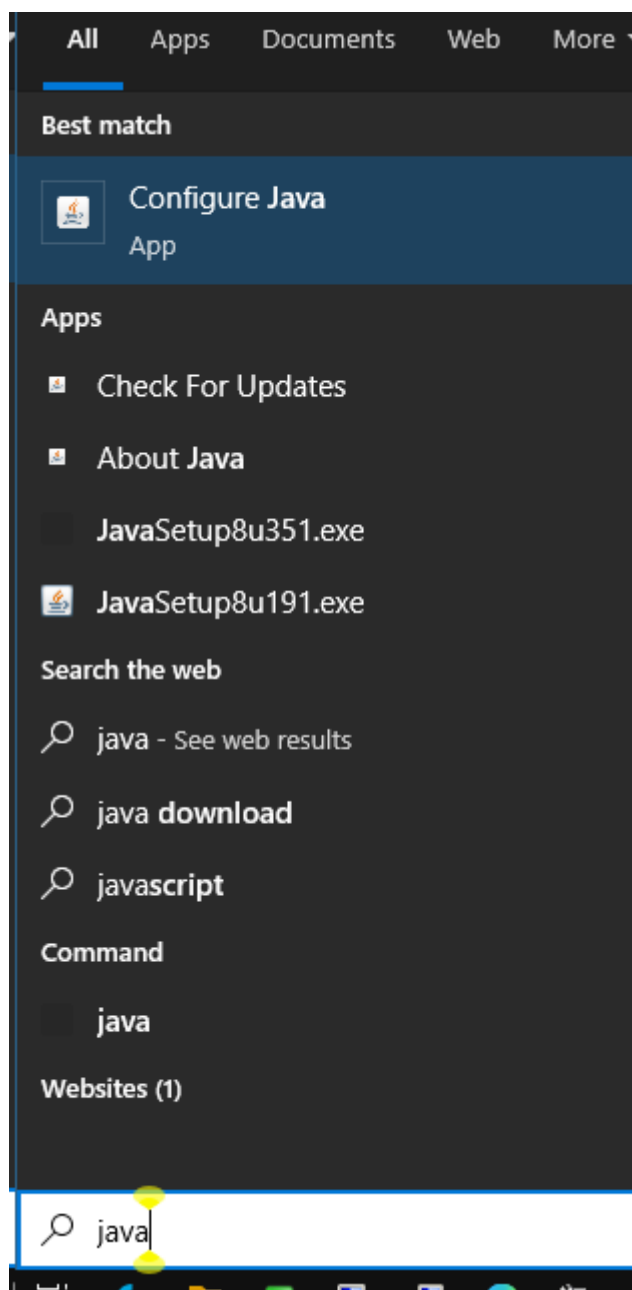 All Apps Documents Web More
Best match
Configure Java
App
Apps
Check For Updates
About Java
JavaSetup8u351.exe
JavaSetup8u191.exe
Search the web
java - See web results
java download
javascript
Command
java
Websites (1)
java